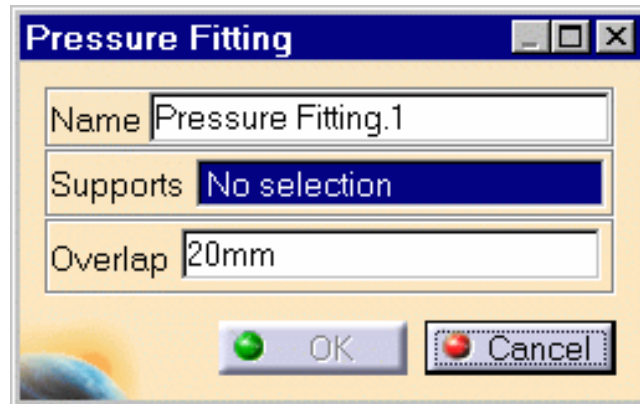 Pressure Fitting
Name Pressure Fitting.1
Supports No selection
Overlap 20mm
OK Cancel